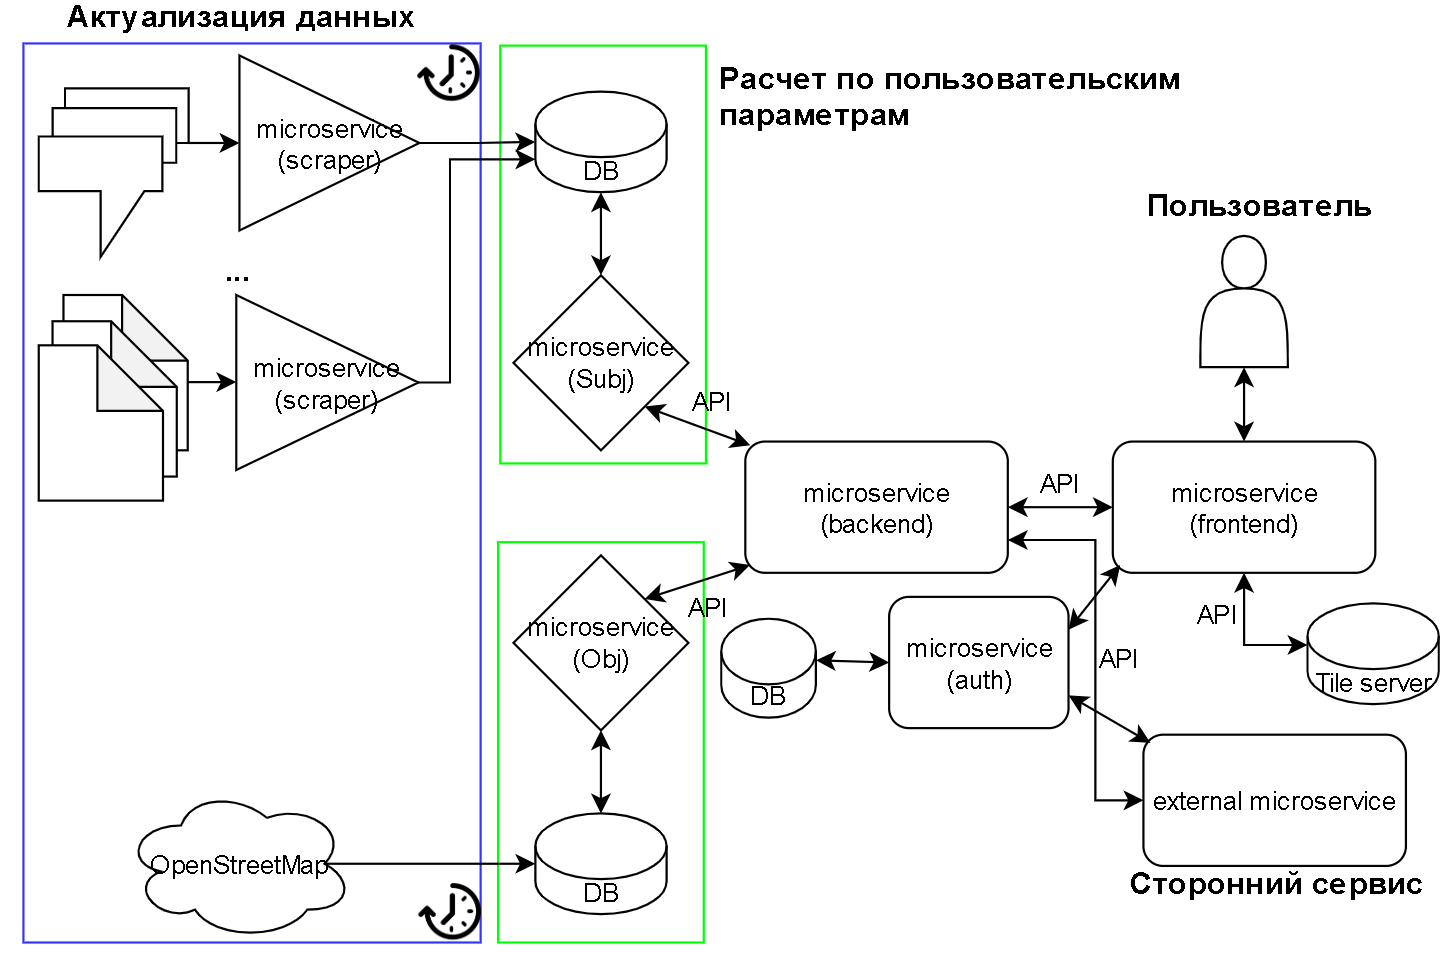 Актуализация данных
Расчет по пользовательским
параметрам
microservice
(scraper)
DB
...
Пользователь
microservice
(Subj)
microservice
(scraper)
API
microservice
(backend)
API
microservice
(frontend)
API
microservice
(Obj)
API
microservice
(auth)
DB
API
Tile server
external microservice
OpenStreetMap
DB
Сторонний сервис